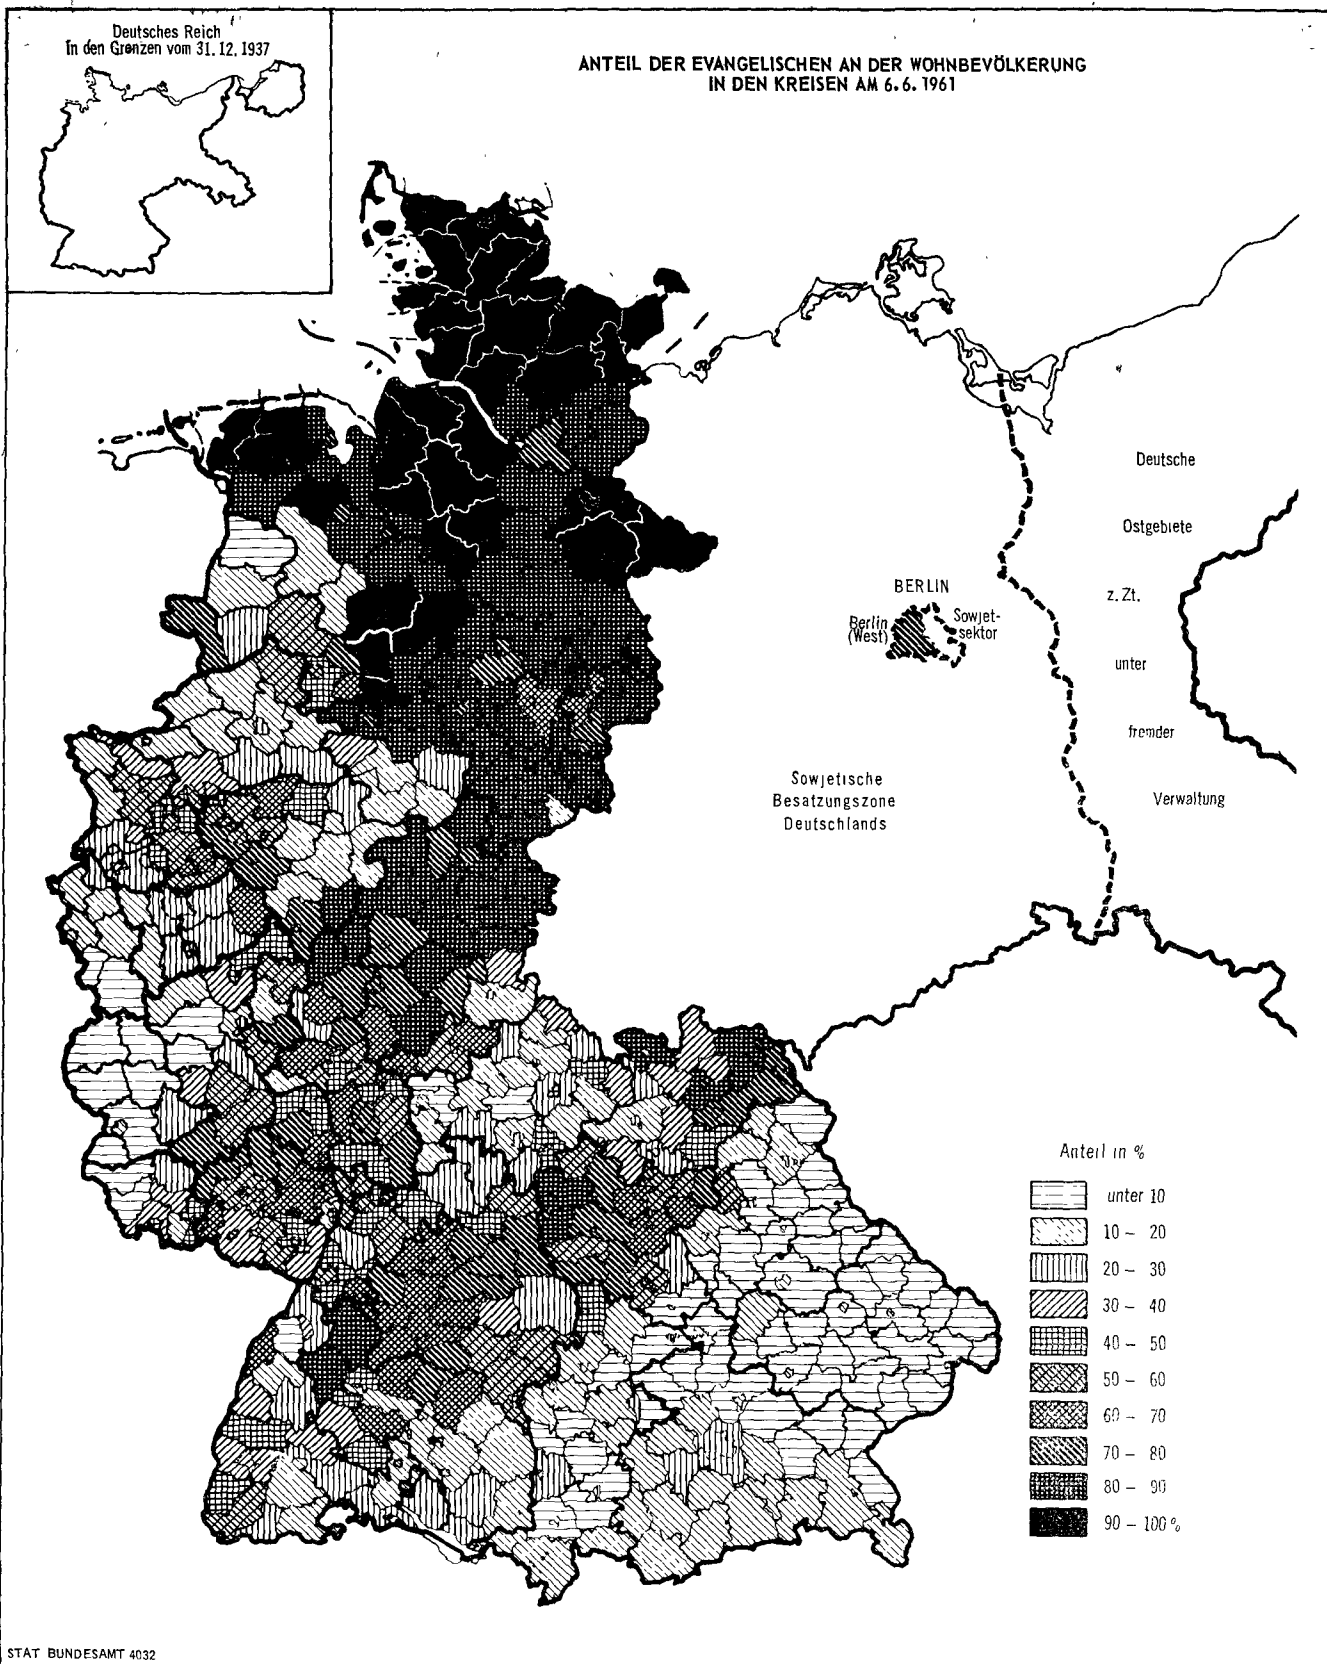 Deutsches Reich
In den Grenzen vom 31.12.1937
ANTEIL DER EVANGELISCHEN AN DER WOHNBEVÖLKERUNG
IN DEN KREISEN AM 6.6.1961
Deutsche
Ostgebiete
z. Zt.
unter
fremder
Verwaltung
BERLIN
Berlin
(West)
Sowjet-
sektor
Sowjetische
Besatzungszone
Deutschlands
Anteil in %
unter 10
10 – 20
20 – 30
30 – 40
40 – 50
50 – 60
60 – 70
70 – 80
80 – 90
90 – 100%
STAT BUNDESAMT 4032